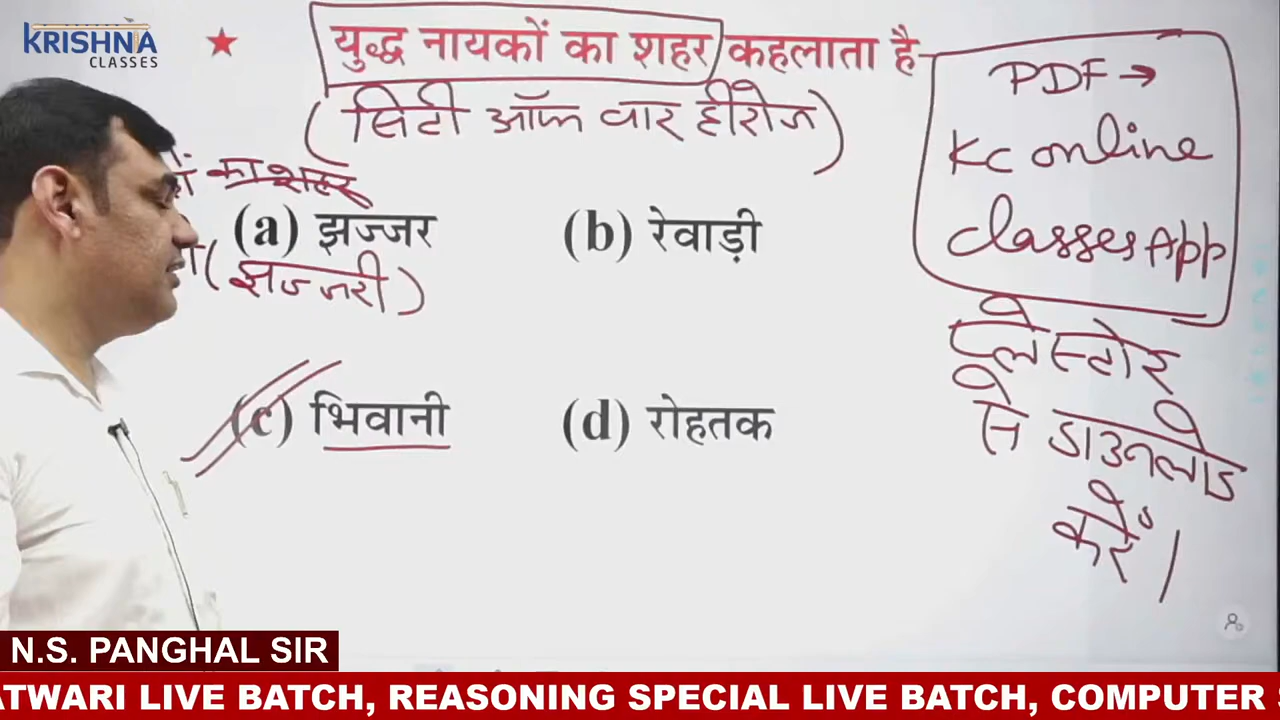 KRISHNA
CLASSES
★ युद्ध नायकों का शहर कहलाता है-
(सिटी ऑफ वार हीरोज)
का शहर
(a) झज्जर (b) रेवाड़ी
(झज्जरी)
(c) भिवानी (d) रोहतक
PDF →
KC online
classes App
प्लेस्टोर
से डाउनलोड
करें।
N.S. PANGHAL SIR
ATWARI LIVE BATCH, REASONING SPECIAL LIVE BATCH, COMPUTER